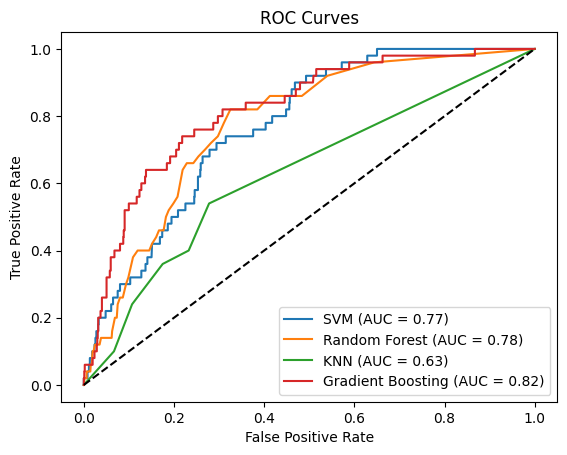 ROC Curves
True Positive Rate
1.0
0.8
0.6
0.4
0.2
0.0
SVM (AUC = 0.77)
Random Forest (AUC = 0.78)
KNN (AUC = 0.63)
Gradient Boosting (AUC = 0.82)
0.0 0.2 0.4 0.6 0.8 1.0
False Positive Rate